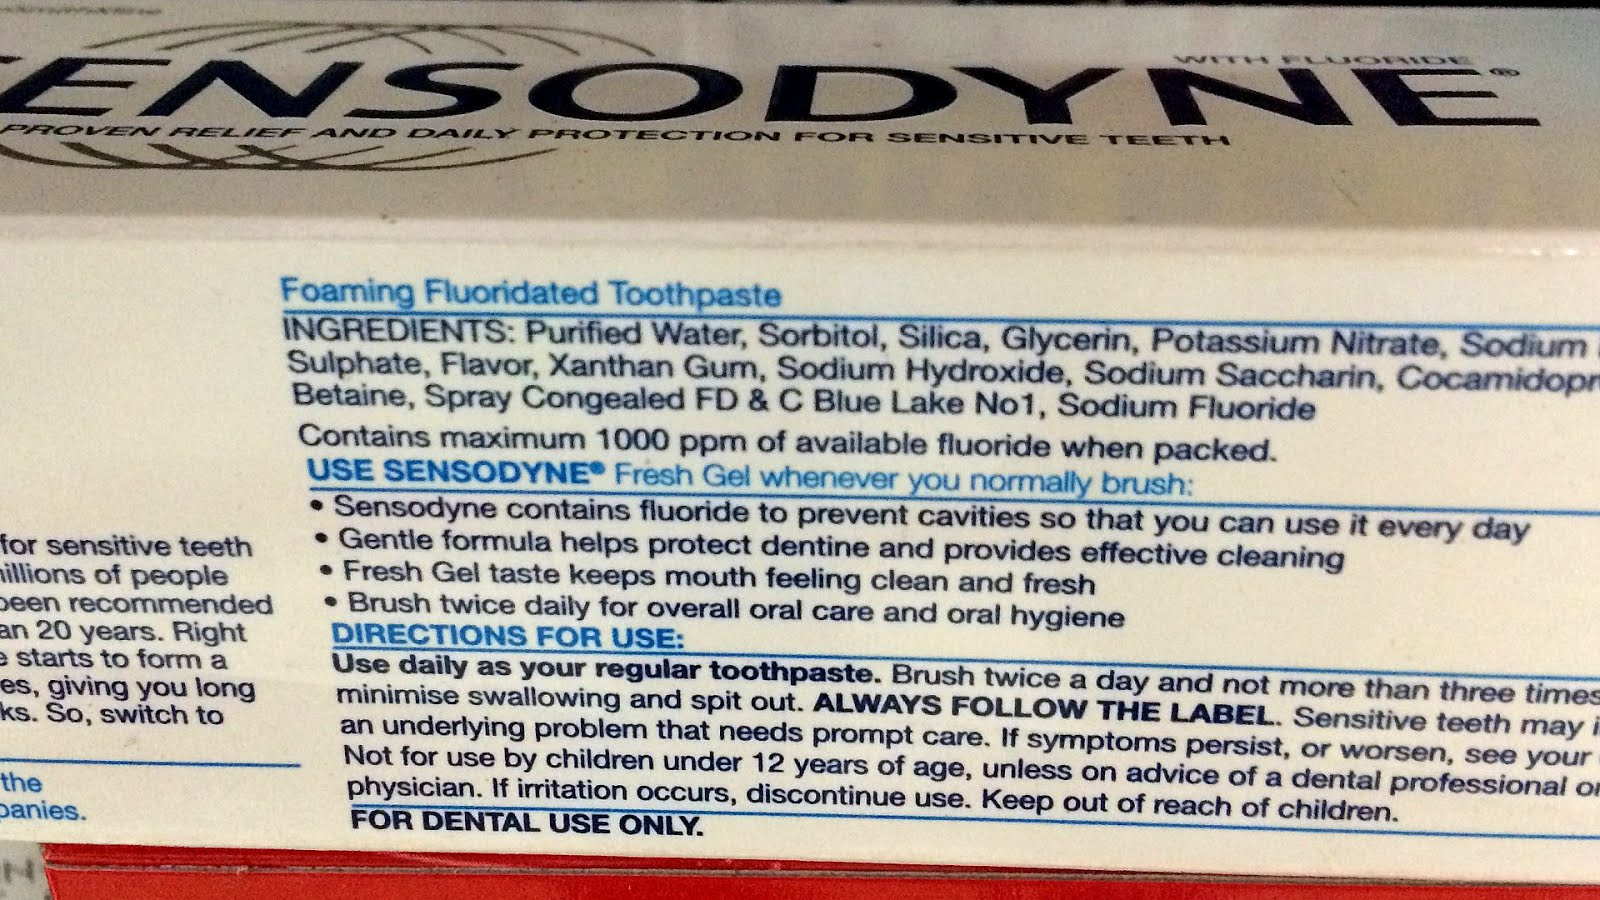 WITH FLUORIDE
ENSODYNE®
PROVEN RELIEF AND DAILY PROTECTION FOR SENSITIVE TEETH
Foaming Fluoridated Toothpaste
INGREDIENTS: Purified Water, Sorbitol, Silica, Glycerin, Potassium Nitrate, Sodium
Sulphate, Flavor, Xanthan Gum, Sodium Hydroxide, Sodium Saccharin, Cocamidopr
Betaine, Spray Congealed FD & C Blue Lake No1, Sodium Fluoride
Contains maximum 1000 ppm of available fluoride when packed.
USE SENSODYNE® Fresh Gel whenever you normally brush:
• Sensodyne contains fluoride to prevent cavities so that you can use it every day
• Gentle formula helps protect dentine and provides effective cleaning
• Fresh Gel taste keeps mouth feeling clean and fresh
• Brush twice daily for overall oral care and oral hygiene
DIRECTIONS FOR USE:
Use daily as your regular toothpaste. Brush twice a day and not more than three times
minimise swallowing and spit out. ALWAYS FOLLOW THE LABEL. Sensitive teeth may i
an underlying problem that needs prompt care. If symptoms persist, or worsen, see your
Not for use by children under 12 years of age, unless on advice of a dental professional or
physician. If irritation occurs, discontinue use. Keep out of reach of children.
FOR DENTAL USE ONLY.
for sensitive teeth
illions of people
been recommended
an 20 years. Right
e starts to form a
es, giving you long
ks. So, switch to
the
panies.